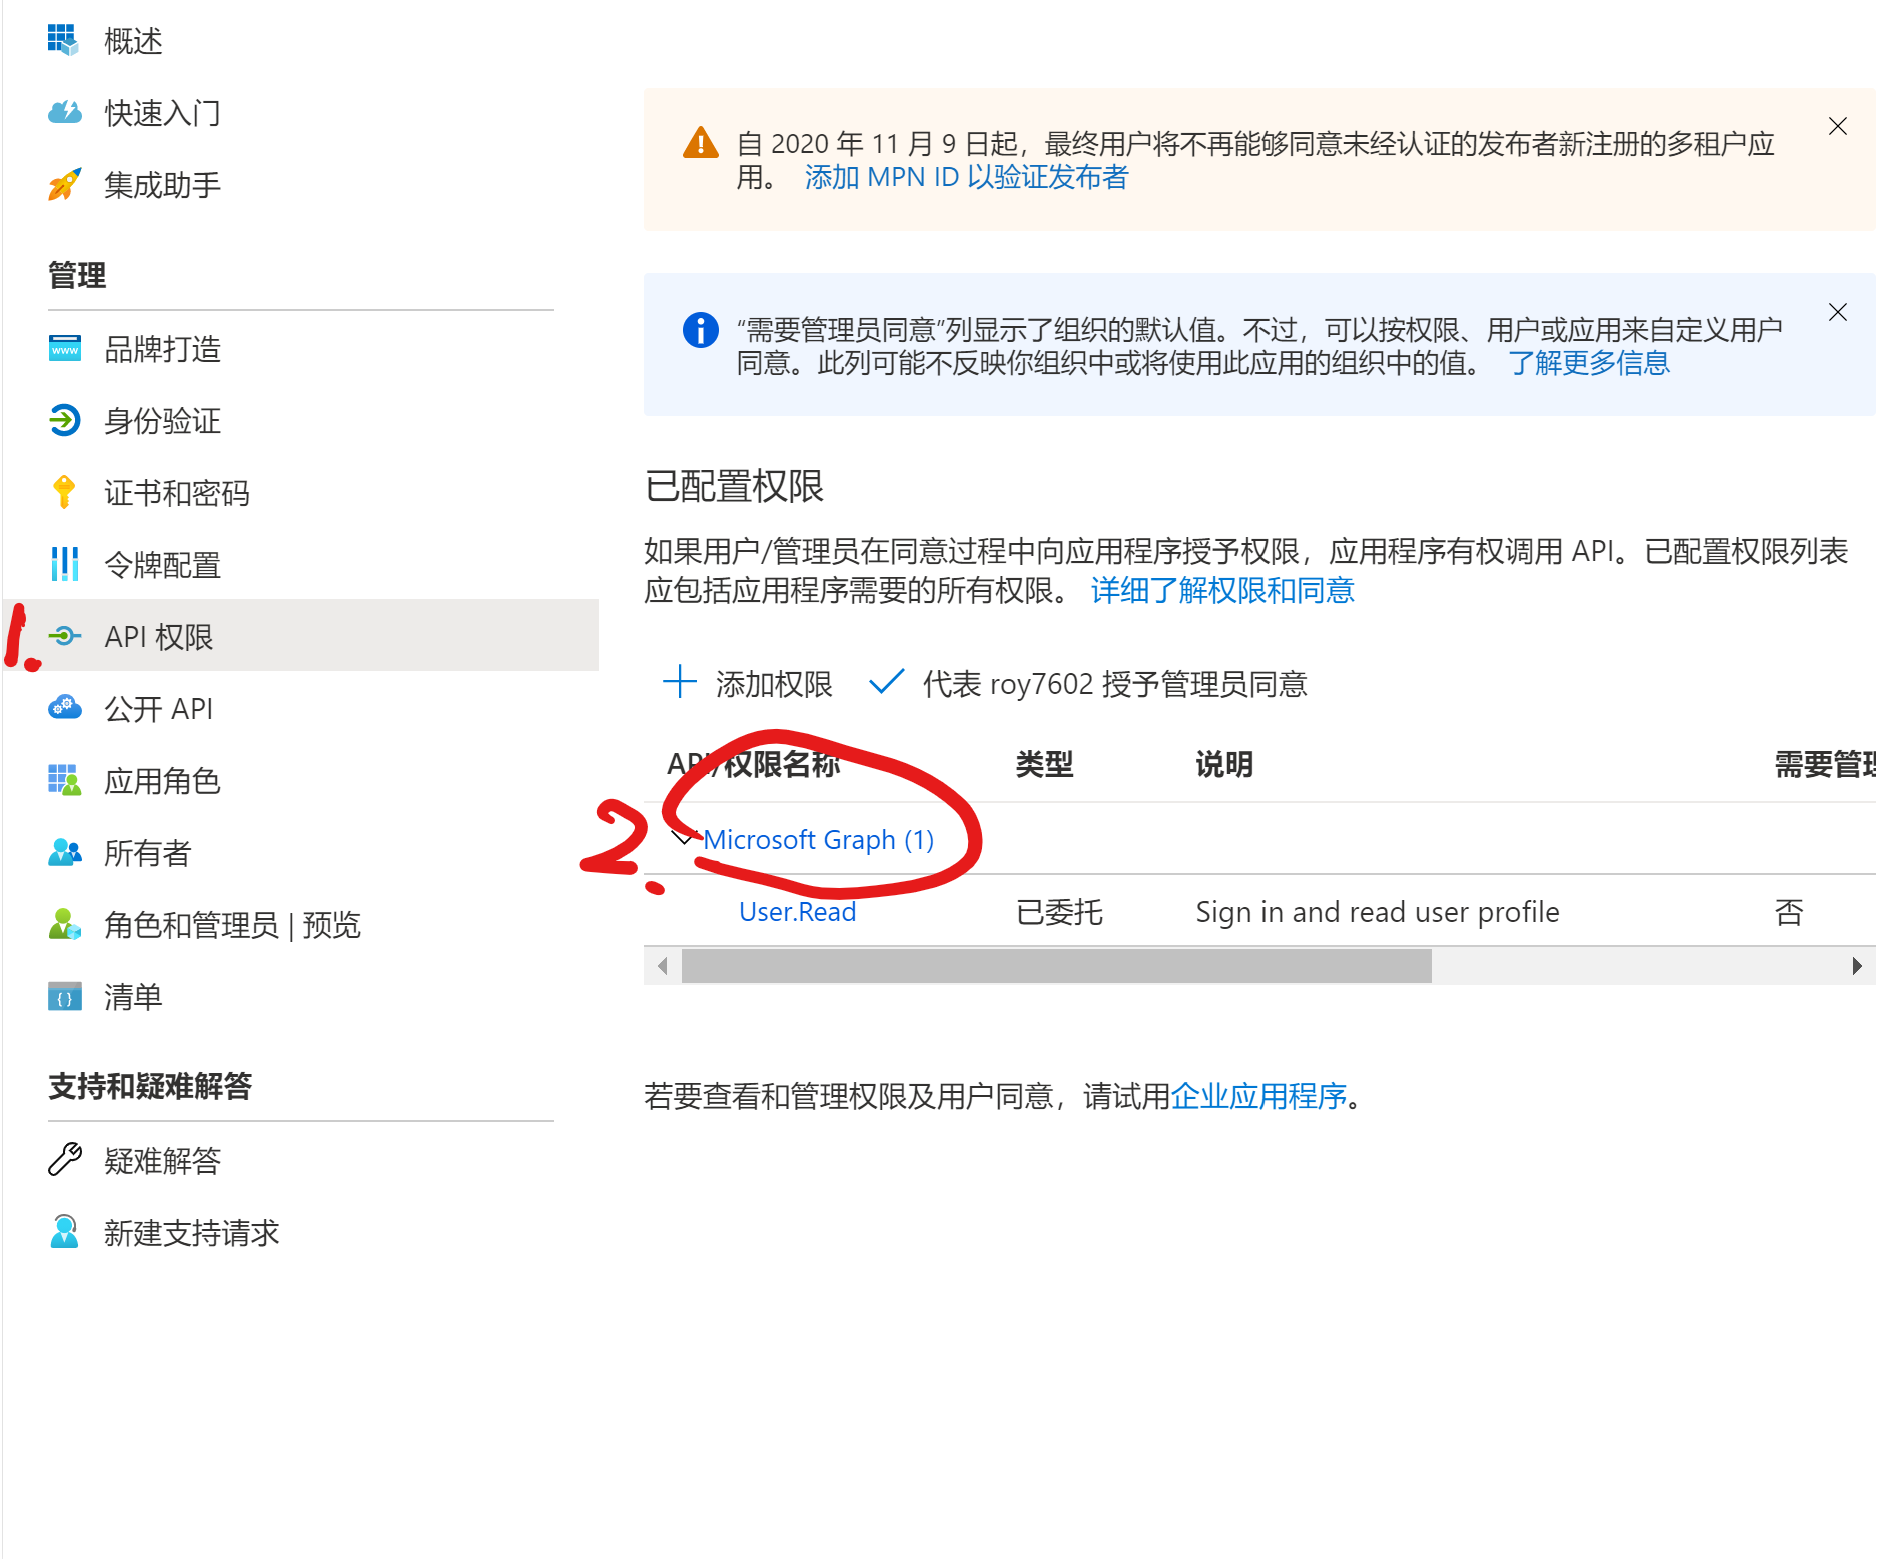 概述
快速入门
集成助手
管理
品牌打造
身份验证
证书和密码
令牌配置
1.
API 权限
公开 API
应用角色
所有者
角色和管理员 | 预览
清单
支持和疑难解答
疑难解答
新建支持请求
自 2020 年 11 月 9 日起，最终用户将不再能够同意未经认证的发布者新注册的多租户应
用。 添加 MPN ID 以验证发布者
“需要管理员同意”列显示了组织的默认值。不过，可以按权限、用户或应用来自定义用户
同意。此列可能不反映你组织中或将使用此应用的组织中的值。 了解更多信息
已配置权限
如果用户/管理员在同意过程中向应用程序授予权限，应用程序有权调用 API。已配置权限列表
应包括应用程序需要的所有权限。 详细了解权限和同意
添加权限 代表 roy7602 授予管理员同意
API/权限名称 类型 说明 需要管理
2.
Microsoft Graph (1)
User.Read 已委托 Sign in and read user profile 否
若要查看和管理权限及用户同意，请试用企业应用程序。
www
{ }